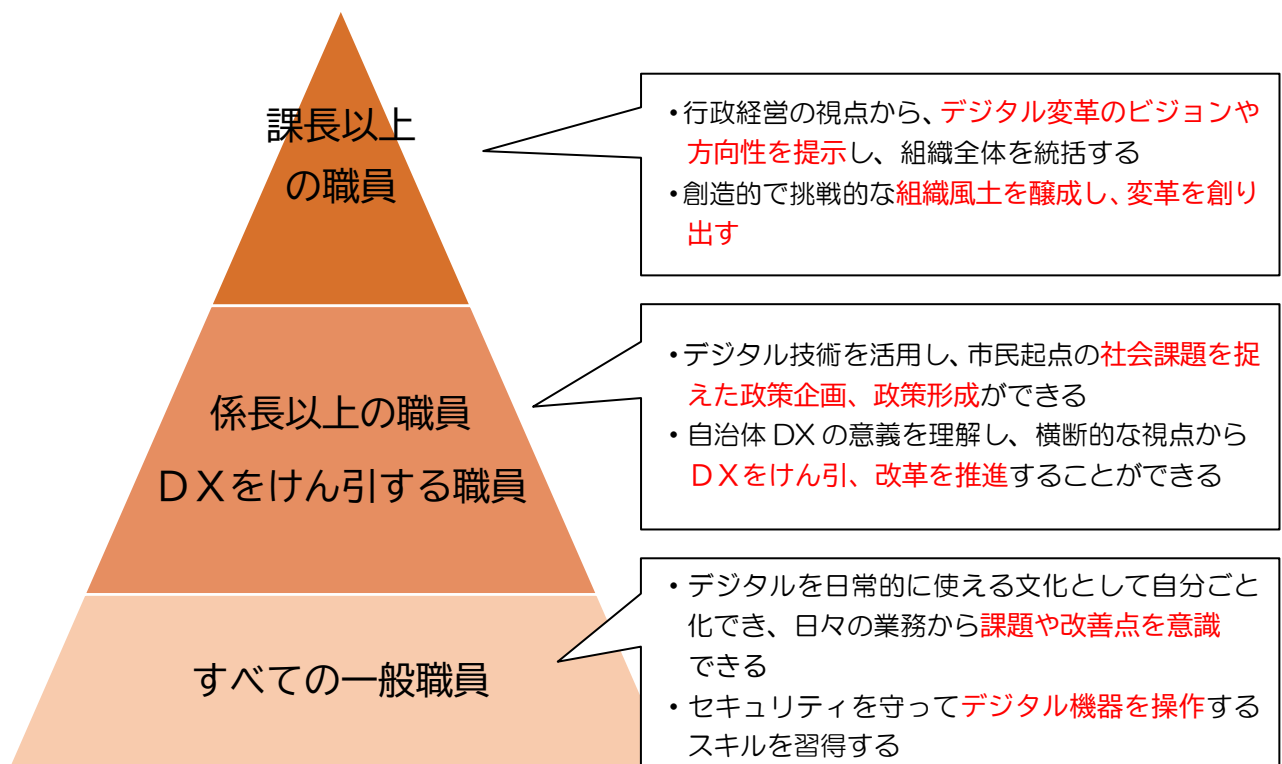 課長以上
の職員
・行政経営の視点から、デジタル変革のビジョンや
方向性を提示し、組織全体を統括する
・創造的で挑戦的な組織風土を醸成し、変革を創り
出す
係長以上の職員
ＤＸをけん引する職員
・デジタル技術を活用し、市民起点の社会課題を捉
えた政策企画、政策形成ができる
・自治体 DX の意義を理解し、横断的な視点から
ＤＸをけん引、改革を推進することができる
すべての一般職員
・デジタルを日常的に使える文化として自分ごと
化でき、日々の業務から課題や改善点を意識
できる
・セキュリティを守ってデジタル機器を操作する
スキルを習得する